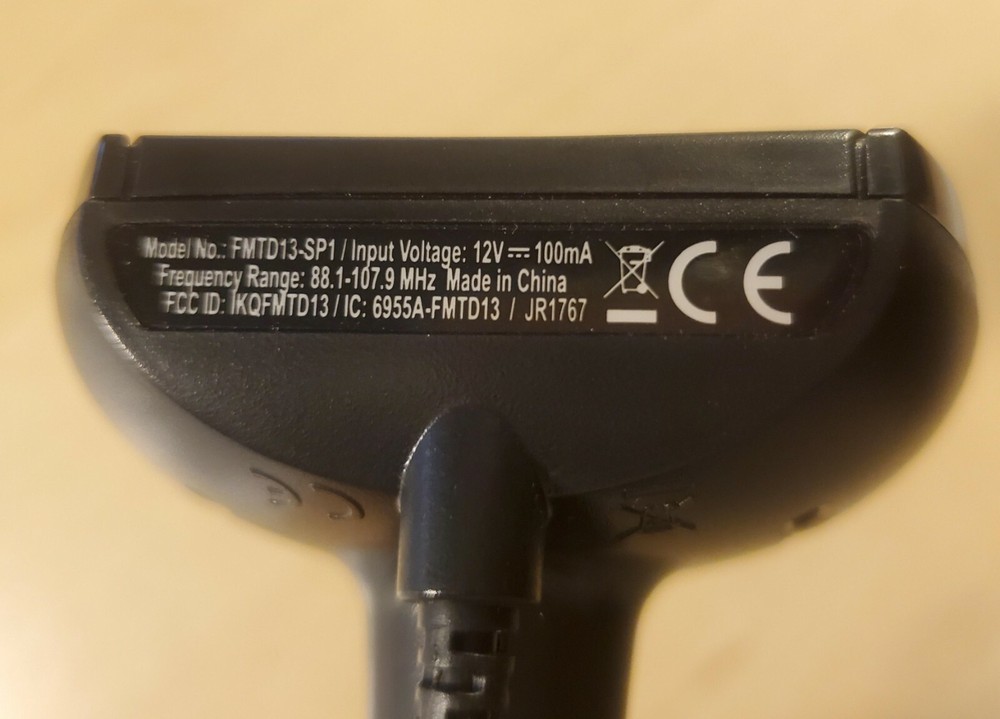 Model No.: FMTD13-SP1 / Input Voltage: 12V ⎓ 100mA
Frequency Range: 88.1-107.9 MHz Made in China
FCC ID: IKQFMTD13 / IC: 6955A-FMTD13 / JR1767
CE